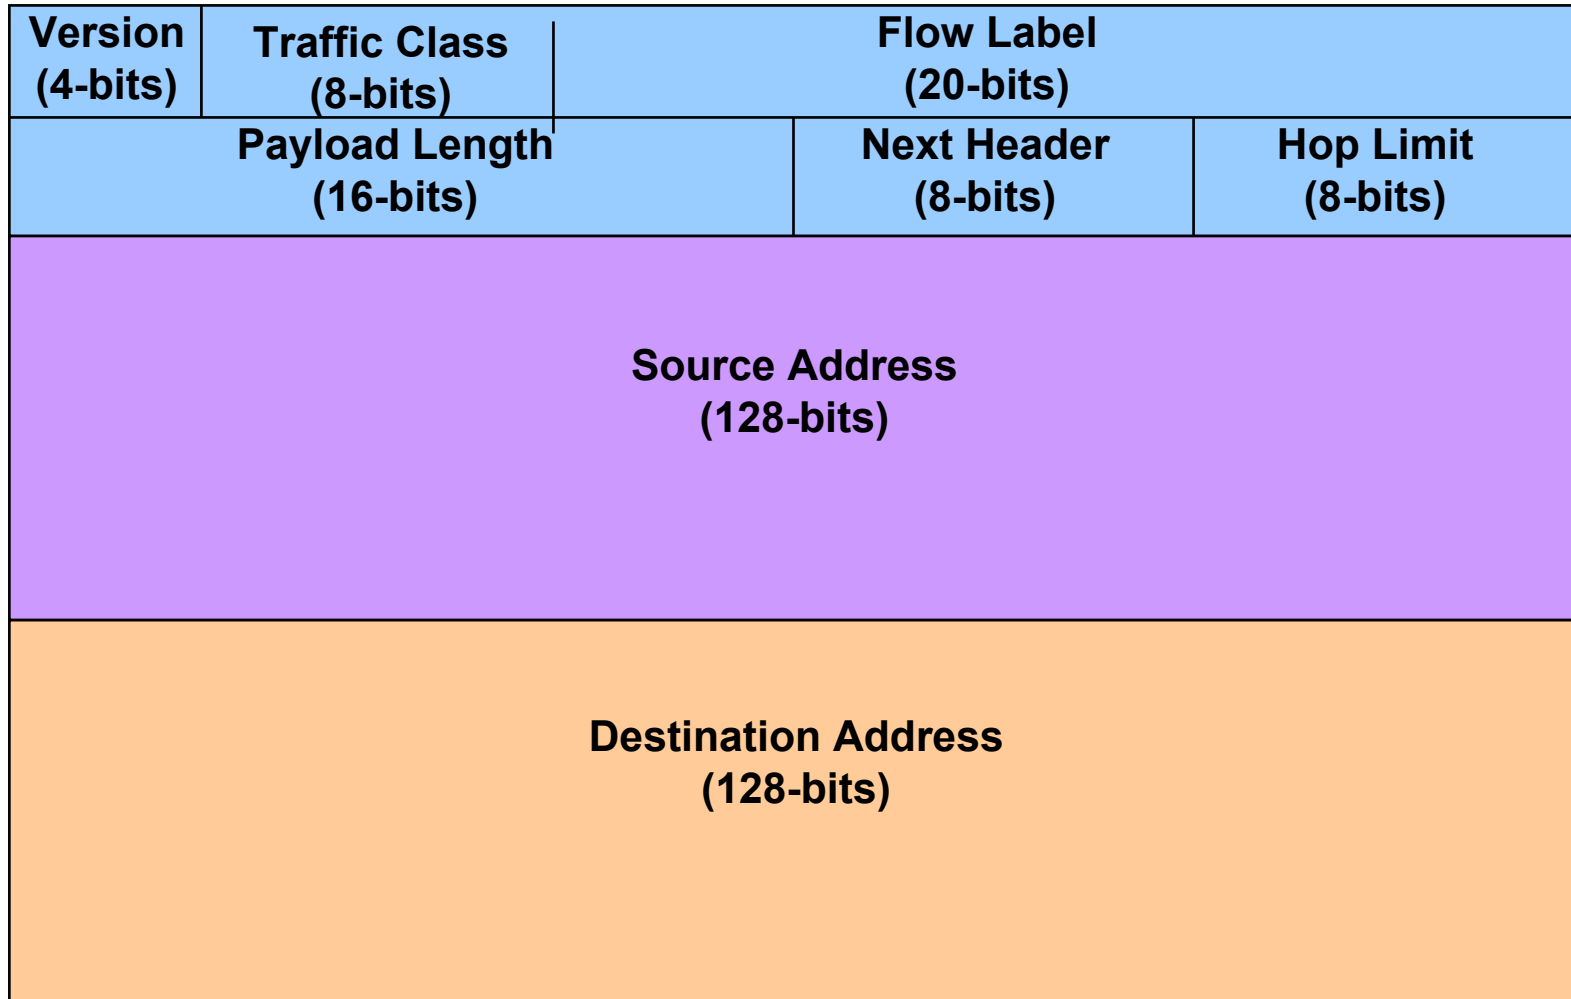 Version
(4-bits)
Traffic Class
(8-bits)
Flow Label
(20-bits)
Payload Length
(16-bits)
Next Header
(8-bits)
Hop Limit
(8-bits)
Source Address
(128-bits)
Destination Address
(128-bits)